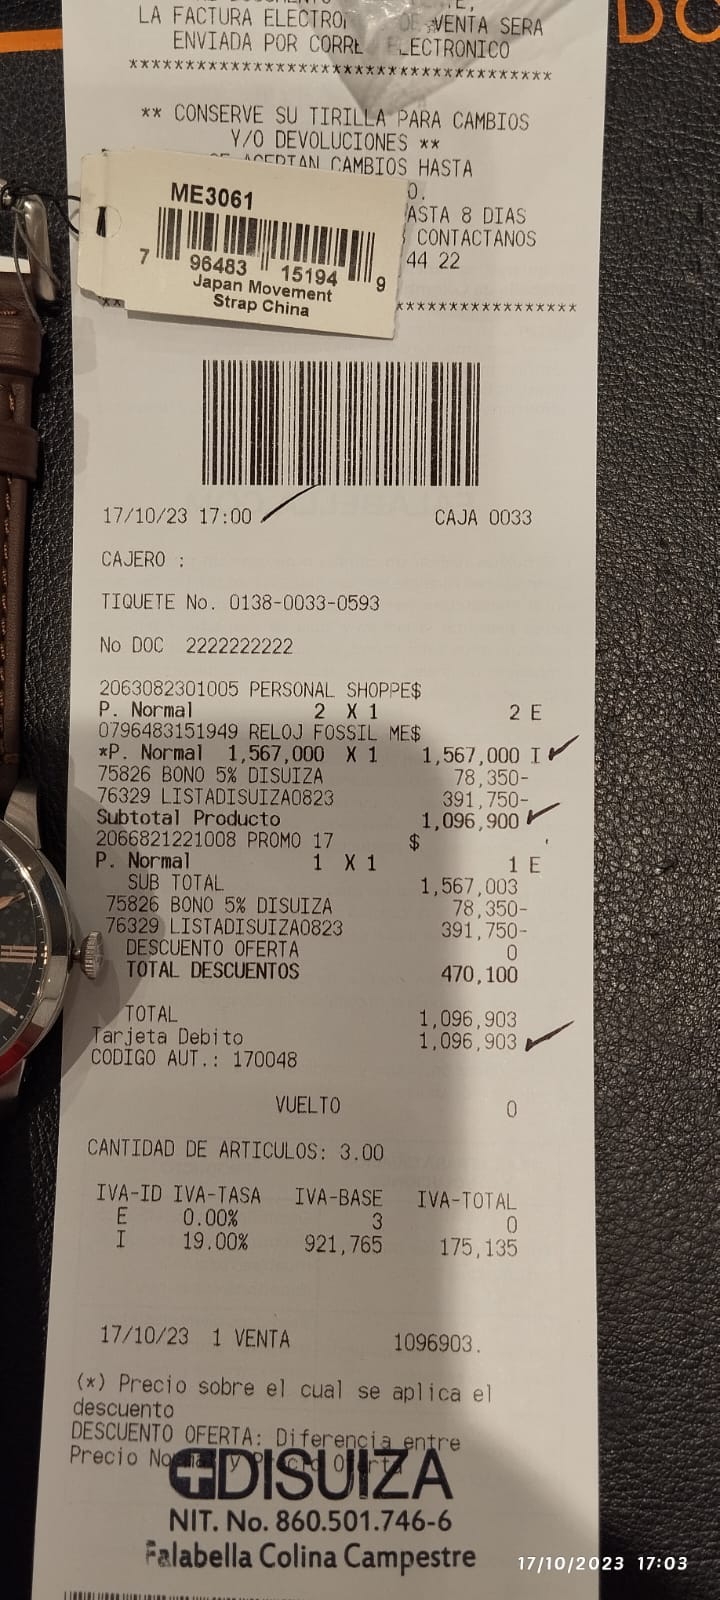 DO
LA FACTURA ELECTRO DE VENTA SERA
ENVIADA POR CORRE ELECTRONICO
****************************************
** CONSERVE SU TIRILLA PARA CAMBIOS
Y/O DEVOLUCIONES **
SE ACEPTAN CAMBIOS HASTA
O.
ASTA 8 DIAS
CONTACTANOS
44 22
ME3061
7 96483 15194 9
Japan Movement
Strap China
17/10/23 17:00 CAJA 0033
CAJERO :
TIQUETE No. 0138-0033-0593
No DOC 2222222222
2063082301005 PERSONAL SHOPPE$
P. Normal 2 X 1 2 E
0796483151949 RELOJ FOSSIL ME$
*P. Normal 1,567,000 X 1 1,567,000 I
75826 BONO 5% DISUIZA 78,350-
76329 LISTADISUIZA0823 391,750-
Subtotal Producto 1,096,900
2066821221008 PROMO 17 $
P. Normal 1 X 1 1 E
SUB TOTAL 1,567,003
75826 BONO 5% DISUIZA 78,350-
76329 LISTADISUIZA0823 391,750-
DESCUENTO OFERTA 0
TOTAL DESCUENTOS 470,100
TOTAL 1,096,903
Tarjeta Debito 1,096,903
CODIGO AUT.: 170048
VUELTO 0
CANTIDAD DE ARTICULOS: 3.00
IVA-ID IVA-TASA IVA-BASE IVA-TOTAL
E 0.00% 3 0
I 19.00% 921,765 175,135
17/10/23 1 VENTA 1096903.
(*) Precio sobre el cual se aplica el
descuento
DESCUENTO OFERTA: Diferencia entre
Precio Normal y Precio Oferta
DISUIZA
NIT. No. 860.501.746-6
Falabella Colina Campestre
17/10/2023 17:03